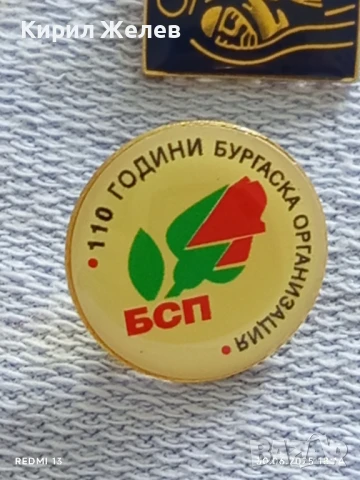 Кирил Желев
• 110 ГОДИНИ БУРГАСКА ОРГАНИЗАЦИЯ •
БСП
REDMI 13